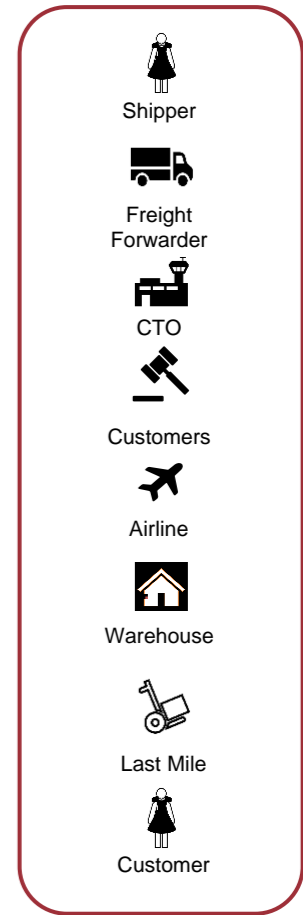 Shipper
Freight
Forwarder
CTO
Customers
Airline
Warehouse
Last Mile
Customer